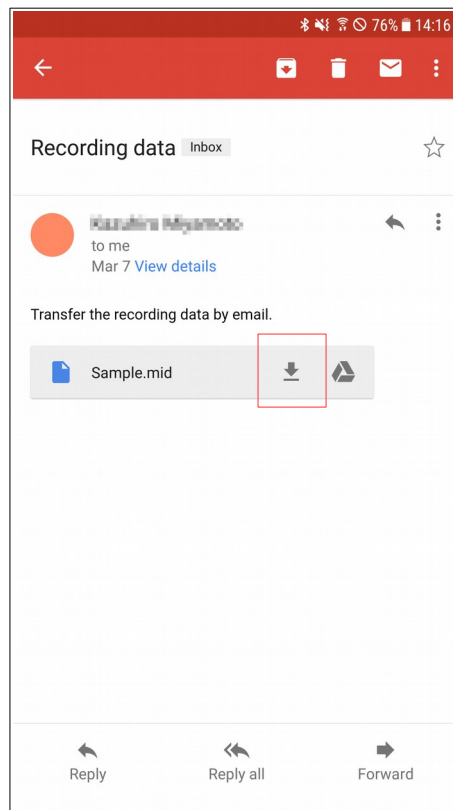 76% 14:16
Recording data Inbox
to me
Mar 7 View details
Transfer the recording data by email.
Sample.mid
Reply Reply all Forward